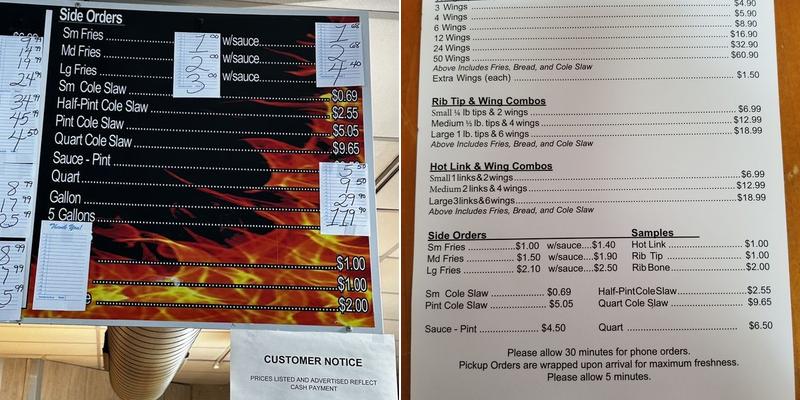 Side Orders
Sm Fries 1.00 w/sauce
Md Fries 2.00 w/sauce
Lg Fries 3.00 w/sauce 4.40
Sm Cole Slaw $0.69
Half-Pint Cole Slaw $2.55
Pint Cole Slaw $5.05
Quart Cole Slaw $9.65
Sauce - Pint
Quart
Gallon
5 Gallons
Thank You!
$1.00
$1.00
$2.00
CUSTOMER NOTICE
PRICES LISTED AND ADVERTISED REFLECT
CASH PAYMENT
3 Wings $4.90
4 Wings $5.90
6 Wings $8.90
12 Wings $16.90
24 Wings $32.90
50 Wings $60.90
Above Includes Fries, Bread, and Cole Slaw
Extra Wings (each) $1.50
Rib Tip & Wing Combos
Small ¼ lb tips & 2 wings $6.99
Medium ½ lb. tips & 4 wings $12.99
Large 1 lb. tips & 6 wings $18.99
Above Includes Fries, Bread, and Cole Slaw
Hot Link & Wing Combos
Small 1 links & 2 wings $6.99
Medium 2 links & 4 wings $12.99
Large 3 links & 6 wings $18.99
Above Includes Fries, Bread, and Cole Slaw
Side Orders Samples
Sm Fries $1.00 w/sauce....$1.40 Hot Link $1.00
Md Fries $1.50 w/sauce....$1.90 Rib Tip $1.00
Lg Fries $2.10 w/sauce....$2.50 Rib Bone $2.00
Sm Cole Slaw $0.69 Half-Pint Cole Slaw $2.55
Pint Cole Slaw $5.05 Quart Cole Slaw $9.65
Sauce - Pint $4.50 Quart $6.50
Please allow 30 minutes for phone orders.
Pickup Orders are wrapped upon arrival for maximum freshness.
Please allow 5 minutes.